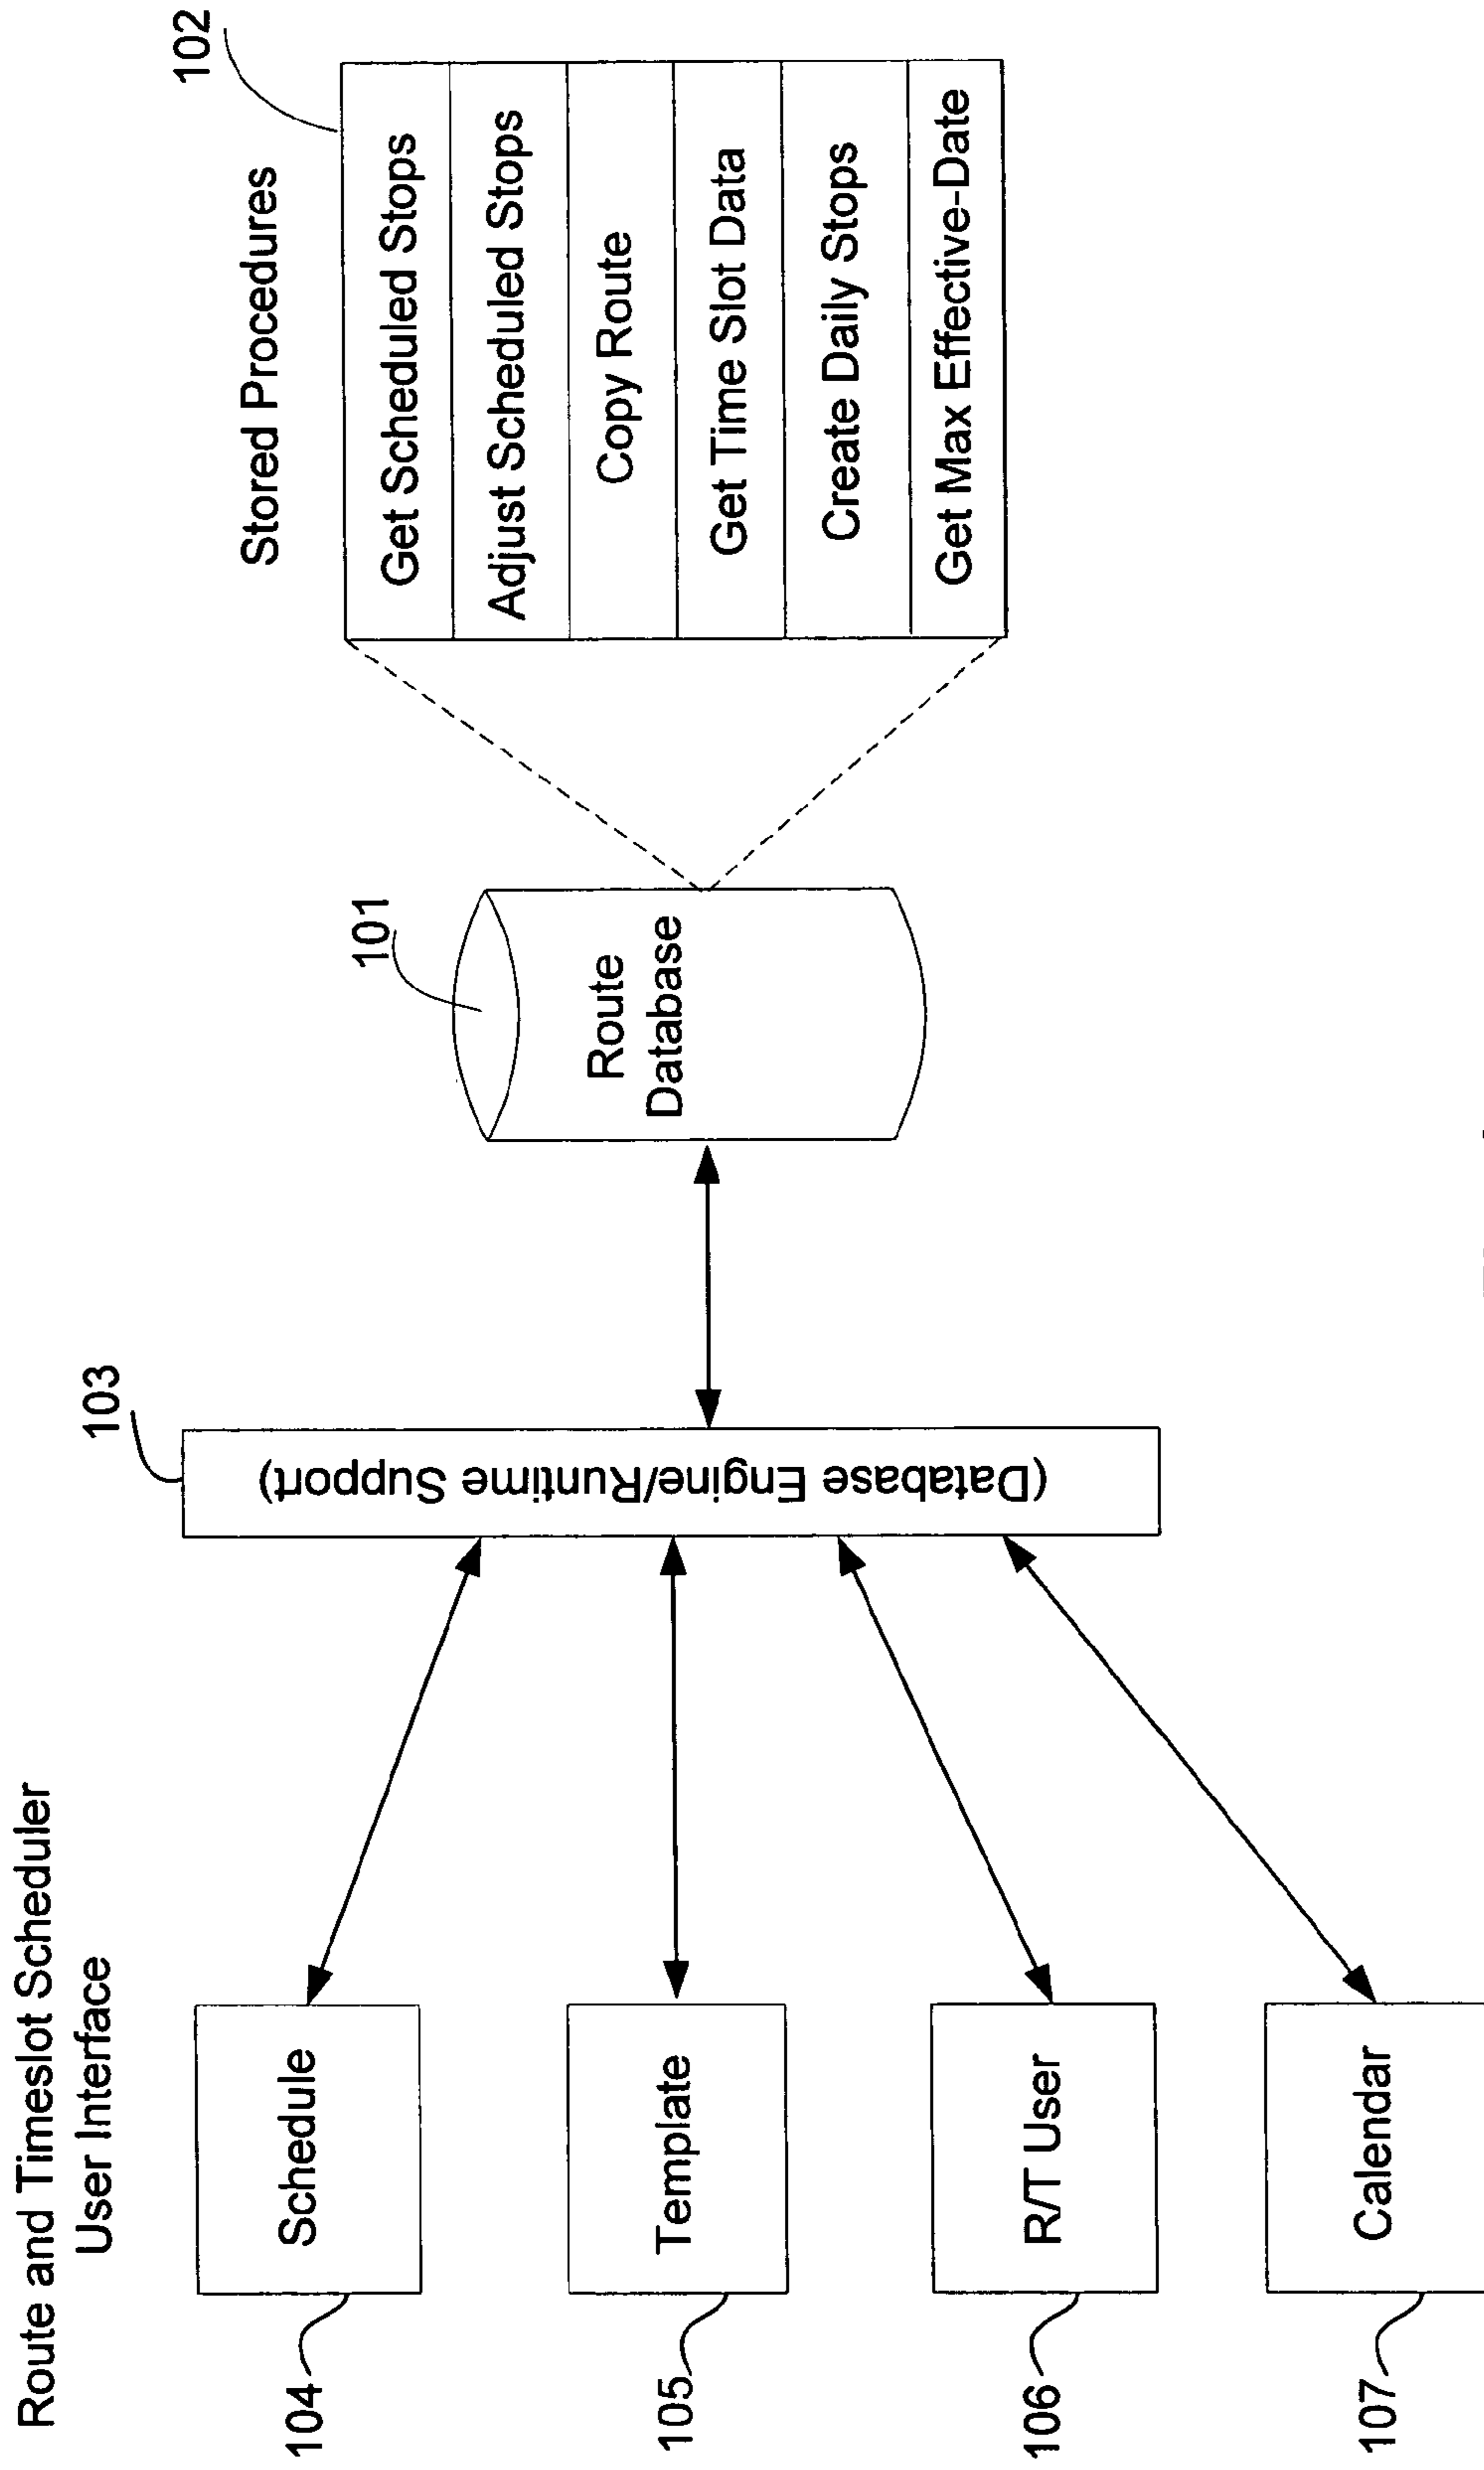 Route and Timeslot Scheduler
User Interface
104
Schedule
105
Template
106
R/T User
107
Calendar
103
(Database Engine/Runtime Support)
101
Route
Database
Stored Procedures
102
Get Scheduled Stops
Adjust Scheduled Stops
Copy Route
Get Time Slot Data
Create Daily Stops
Get Max Effective-Date